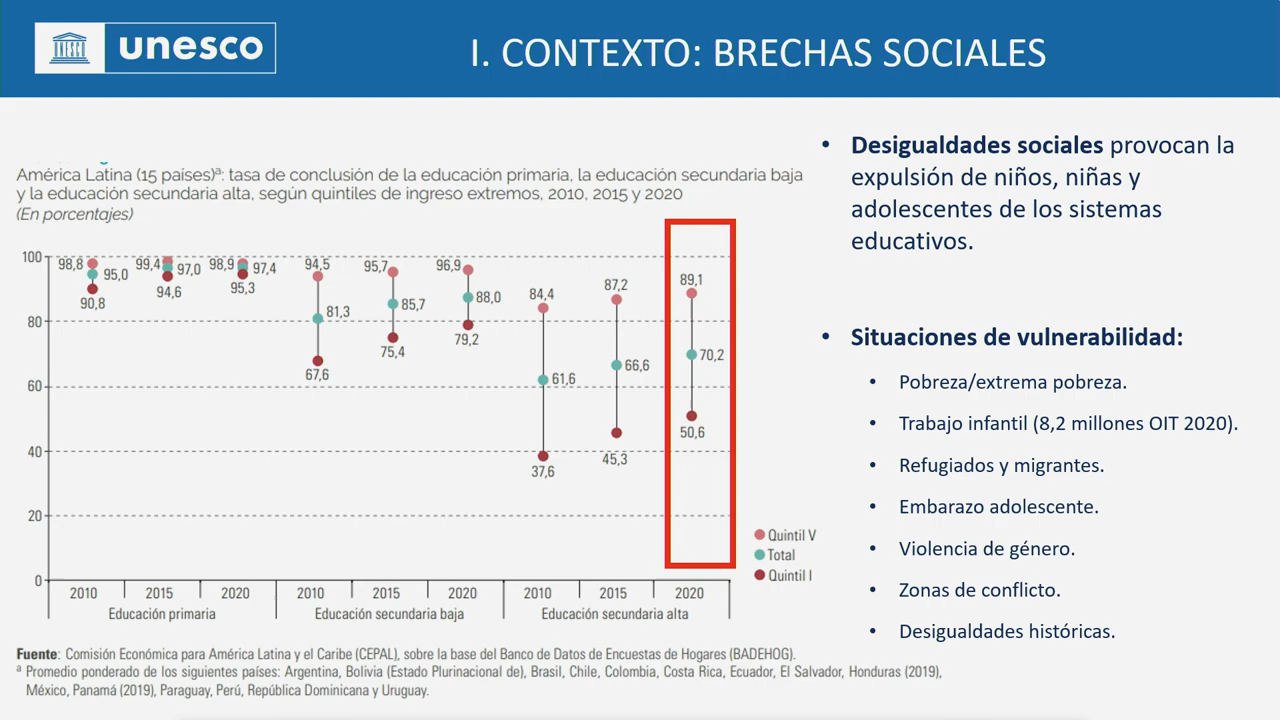 UNESCO
unesco
I. CONTEXTO: BRECHAS SOCIALES
América Latina (15 países)ª: tasa de conclusión de la educación primaria, la educación secundaria baja
y la educación secundaria alta, según quintiles de ingreso extremos, 2010, 2015 y 2020
(En porcentajes)
100
80
60
40
20
0
98,8
95,0
90,8
99,4
97,0
94,6
98,9
97,4
95,3
94,5
81,3
67,6
95,7
85,7
75,4
96,9
88,0
79,2
84,4
61,6
37,6
87,2
66,6
45,3
89,1
70,2
50,6
2010 2015 2020 2010 2015 2020 2010 2015 2020
Educación primaria Educación secundaria baja Educación secundaria alta
Quintil V
Total
Quintil I
Fuente: Comisión Económica para América Latina y el Caribe (CEPAL), sobre la base del Banco de Datos de Encuestas de Hogares (BADEHOG).
ª Promedio ponderado de los siguientes países: Argentina, Bolivia (Estado Plurinacional de), Brasil, Chile, Colombia, Costa Rica, Ecuador, El Salvador, Honduras (2019),
México, Panamá (2019), Paraguay, Perú, República Dominicana y Uruguay.
• Desigualdades sociales provocan la
expulsión de niños, niñas y
adolescentes de los sistemas
educativos.
• Situaciones de vulnerabilidad:
• Pobreza/extrema pobreza.
• Trabajo infantil (8,2 millones OIT 2020).
• Refugiados y migrantes.
• Embarazo adolescente.
• Violencia de género.
• Zonas de conflicto.
• Desigualdades históricas.